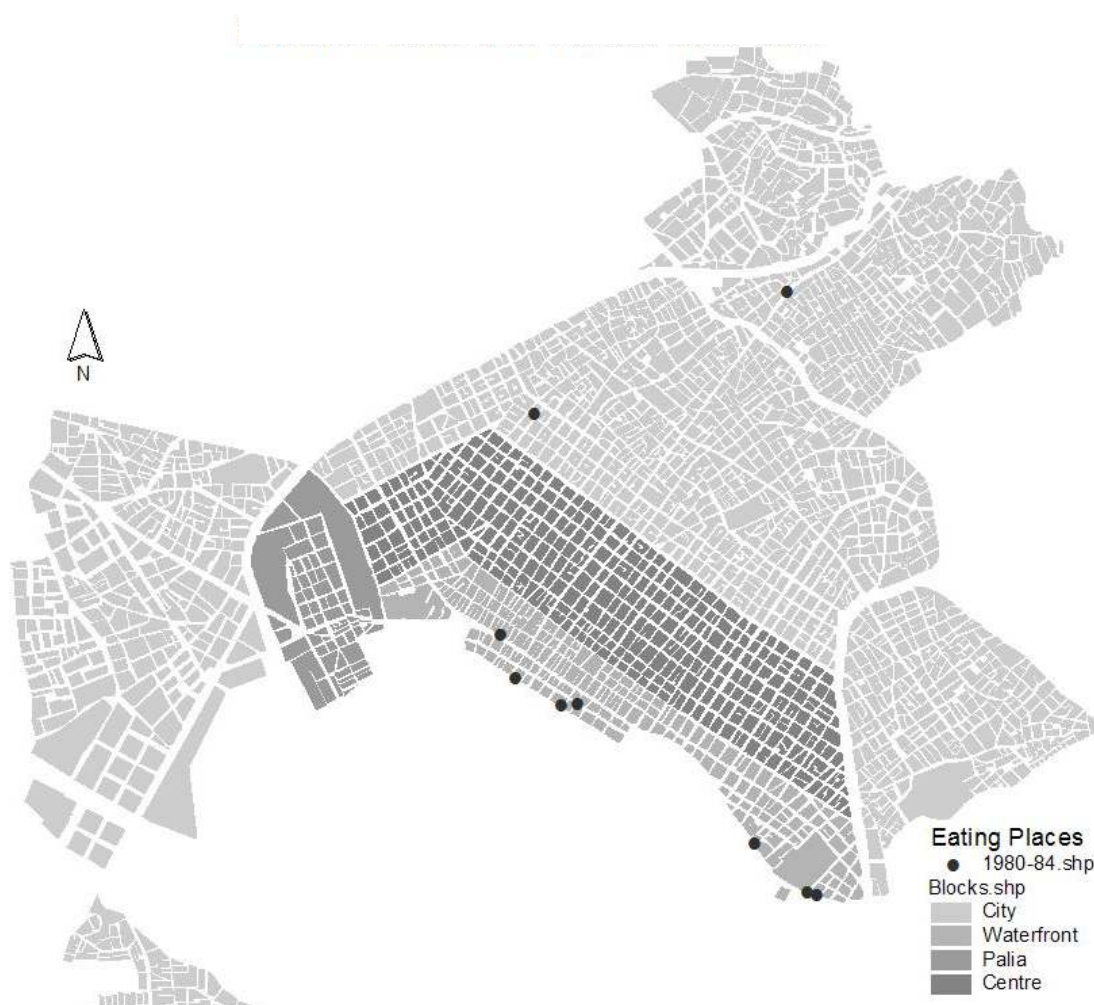 N
Eating Places
1980-84.shp
Blocks.shp
City
Waterfront
Palia
Centre